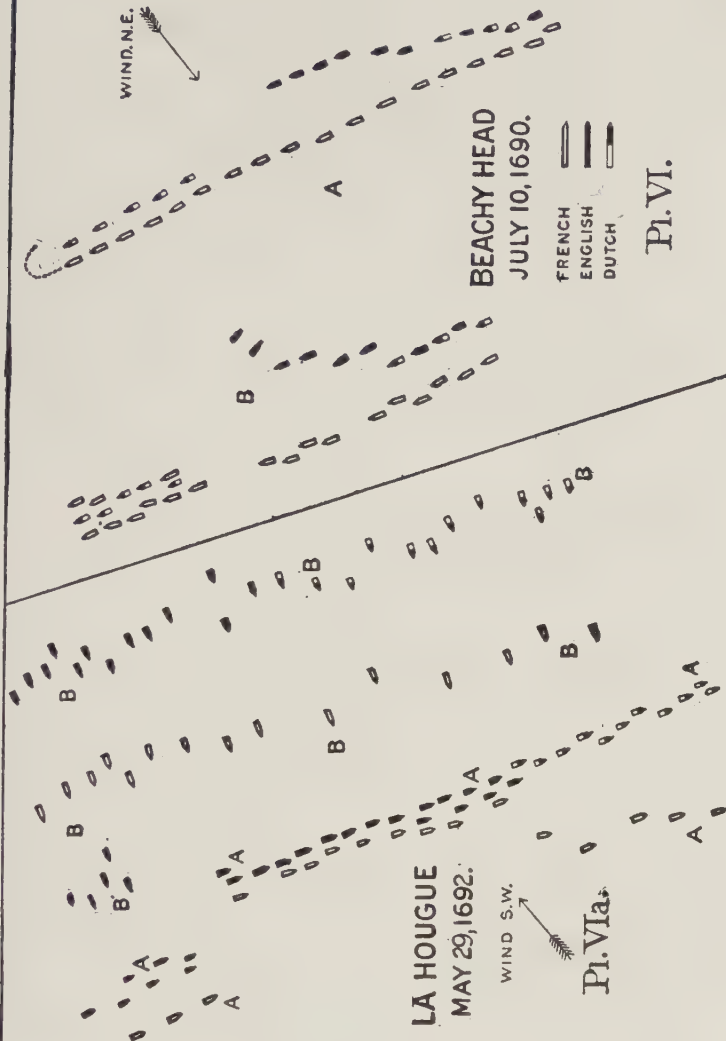 WIND. N.E.
A
BEACHY HEAD
JULY 10, 1690.
FRENCH
ENGLISH
DUTCH
Pl. VI.
B
B
B
B
B
B
B
B
B'
A
A
A
A
A
A
LA HOUGUE
MAY 29, 1692.
WIND S.W.
Pl. VIa.